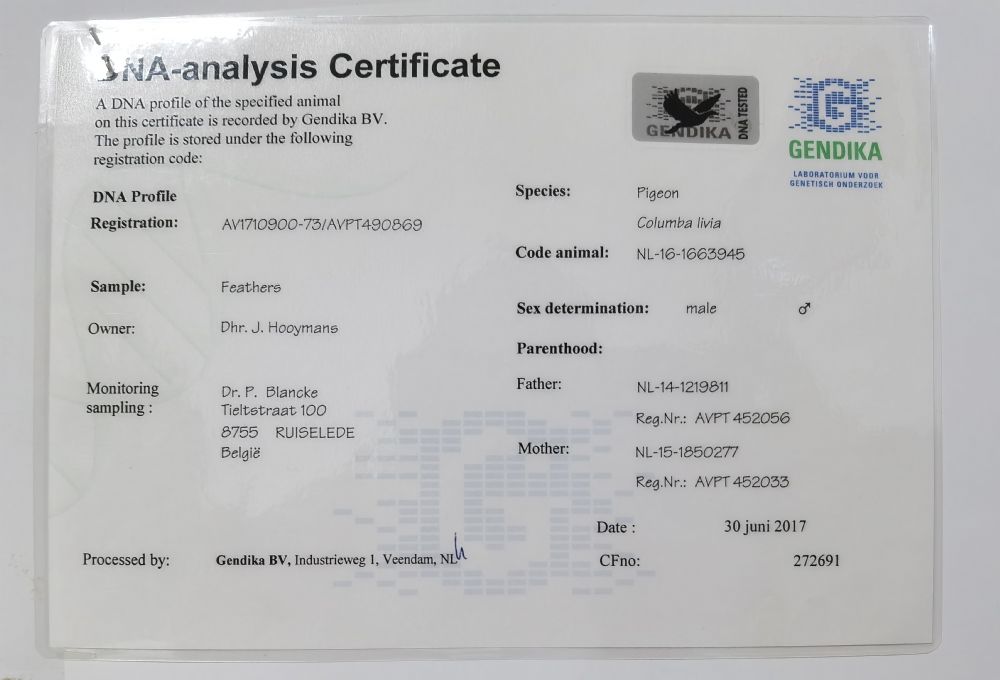 DNA-analysis Certificate
A DNA profile of the specified animal
on this certificate is recorded by Gendika BV.
The profile is stored under the following
registration code:
GENDIKA
DNA TESTED
GENDIKA
LABORATORIUM VOOR
GENETISCH ONDERZOEK
DNA Profile
Registration: AV1710900-73/AVPT490869
Sample: Feathers
Owner: Dhr. J. Hooymans
Monitoring
sampling :
Dr. P. Blancke
Tieltstraat 100
8755 RUISELEDE
België
Species: Pigeon
Columba livia
Code animal: NL-16-1663945
Sex determination: male ♂
Parenthood:
Father: NL-14-1219811
Reg.Nr.: AVPT 452056
Mother: NL-15-1850277
Reg.Nr.: AVPT 452033
Date : 30 juni 2017
Processed by: Gendika BV, Industrieweg 1, Veendam, NL
CFno: 272691